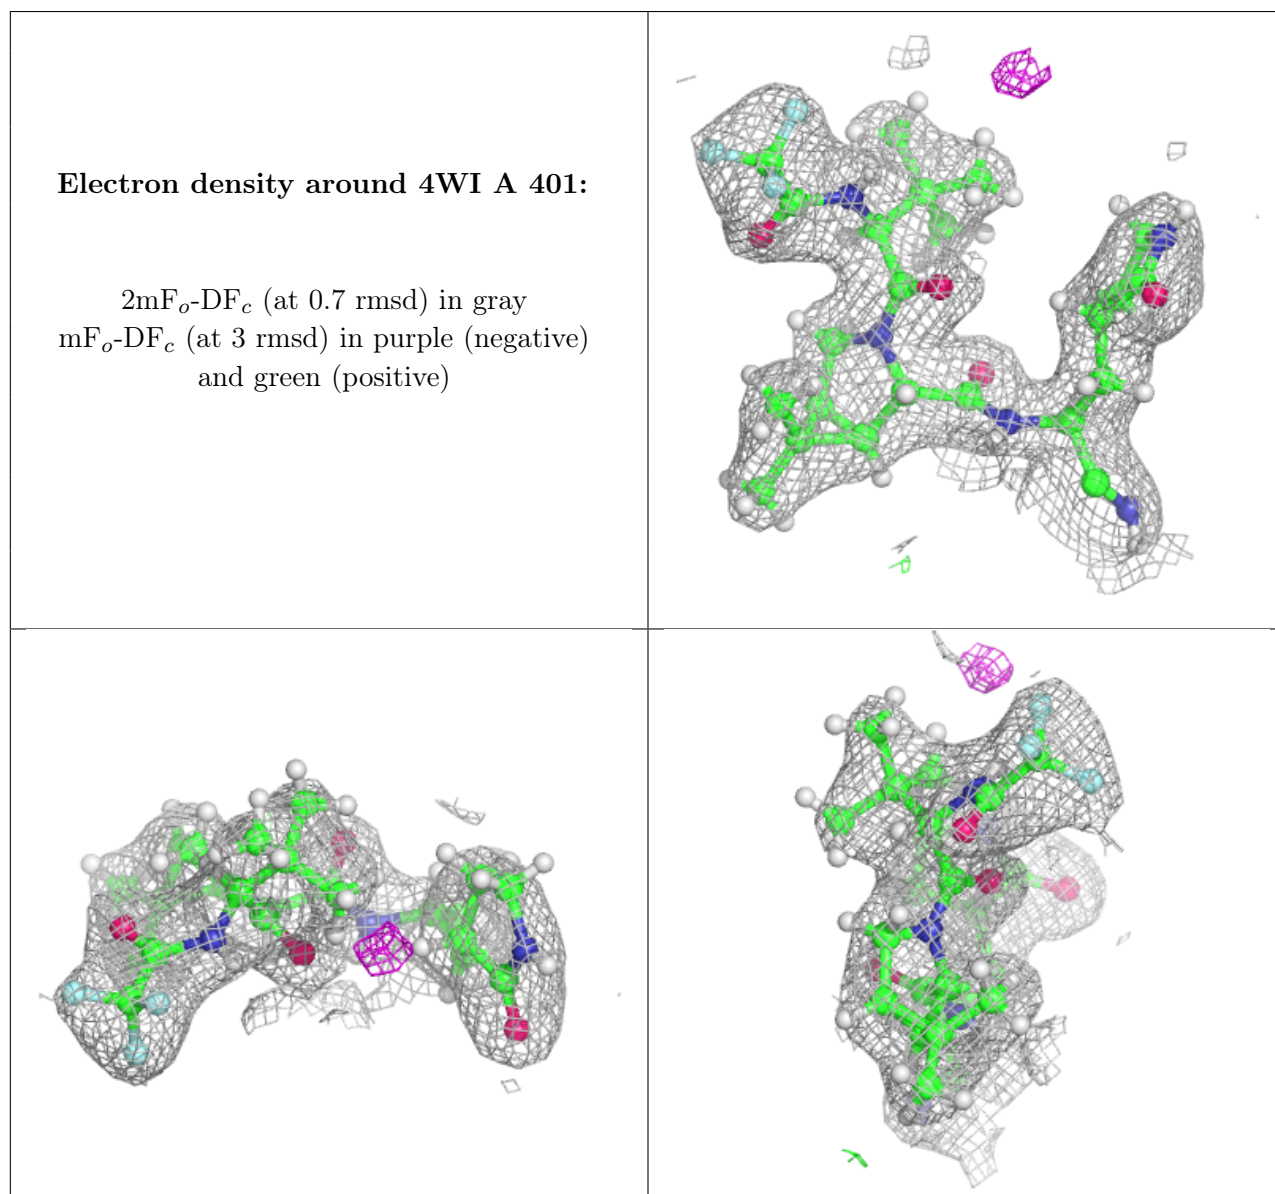 Electron density around 4WI A 401:
2mFₒ-DF𝒸 (at 0.7 rmsd) in gray
mFₒ-DF𝒸 (at 3 rmsd) in purple (negative)
and green (positive)